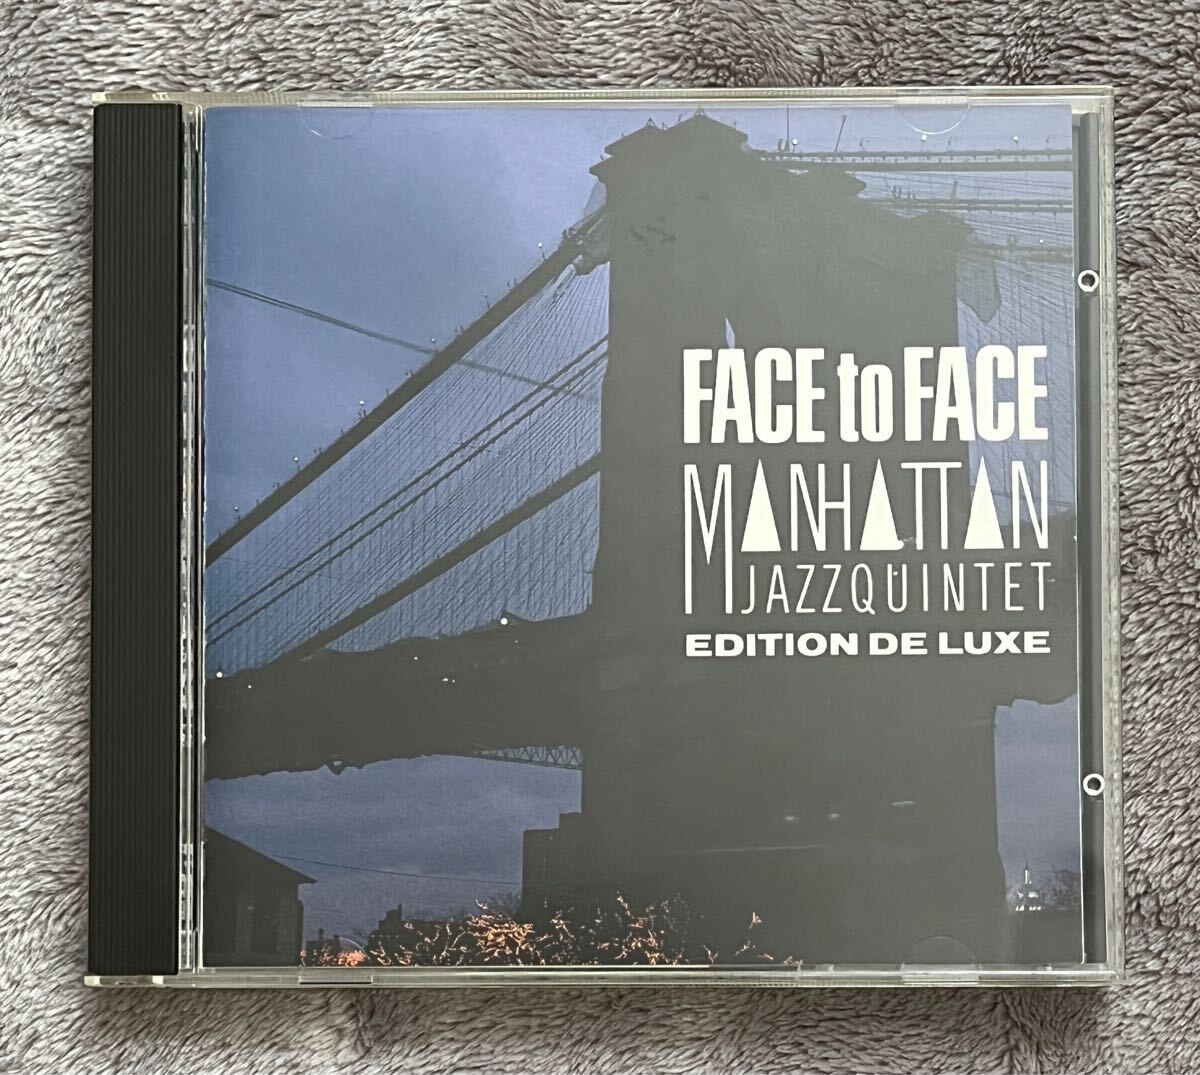 FACE to FACE
MANHATTAN
JAZZQUINTET
EDITION DE LUXE